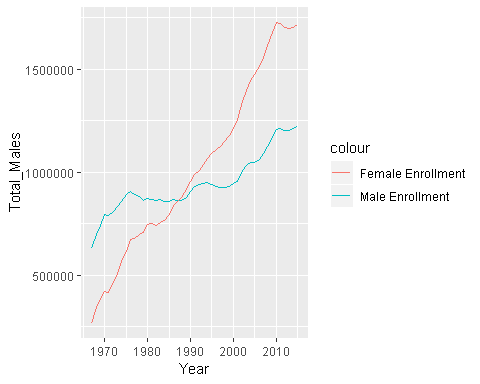 Total_Males
1500000
1000000
500000
1970 1980 1990 2000 2010
Year
colour
Female Enrollment
Male Enrollment